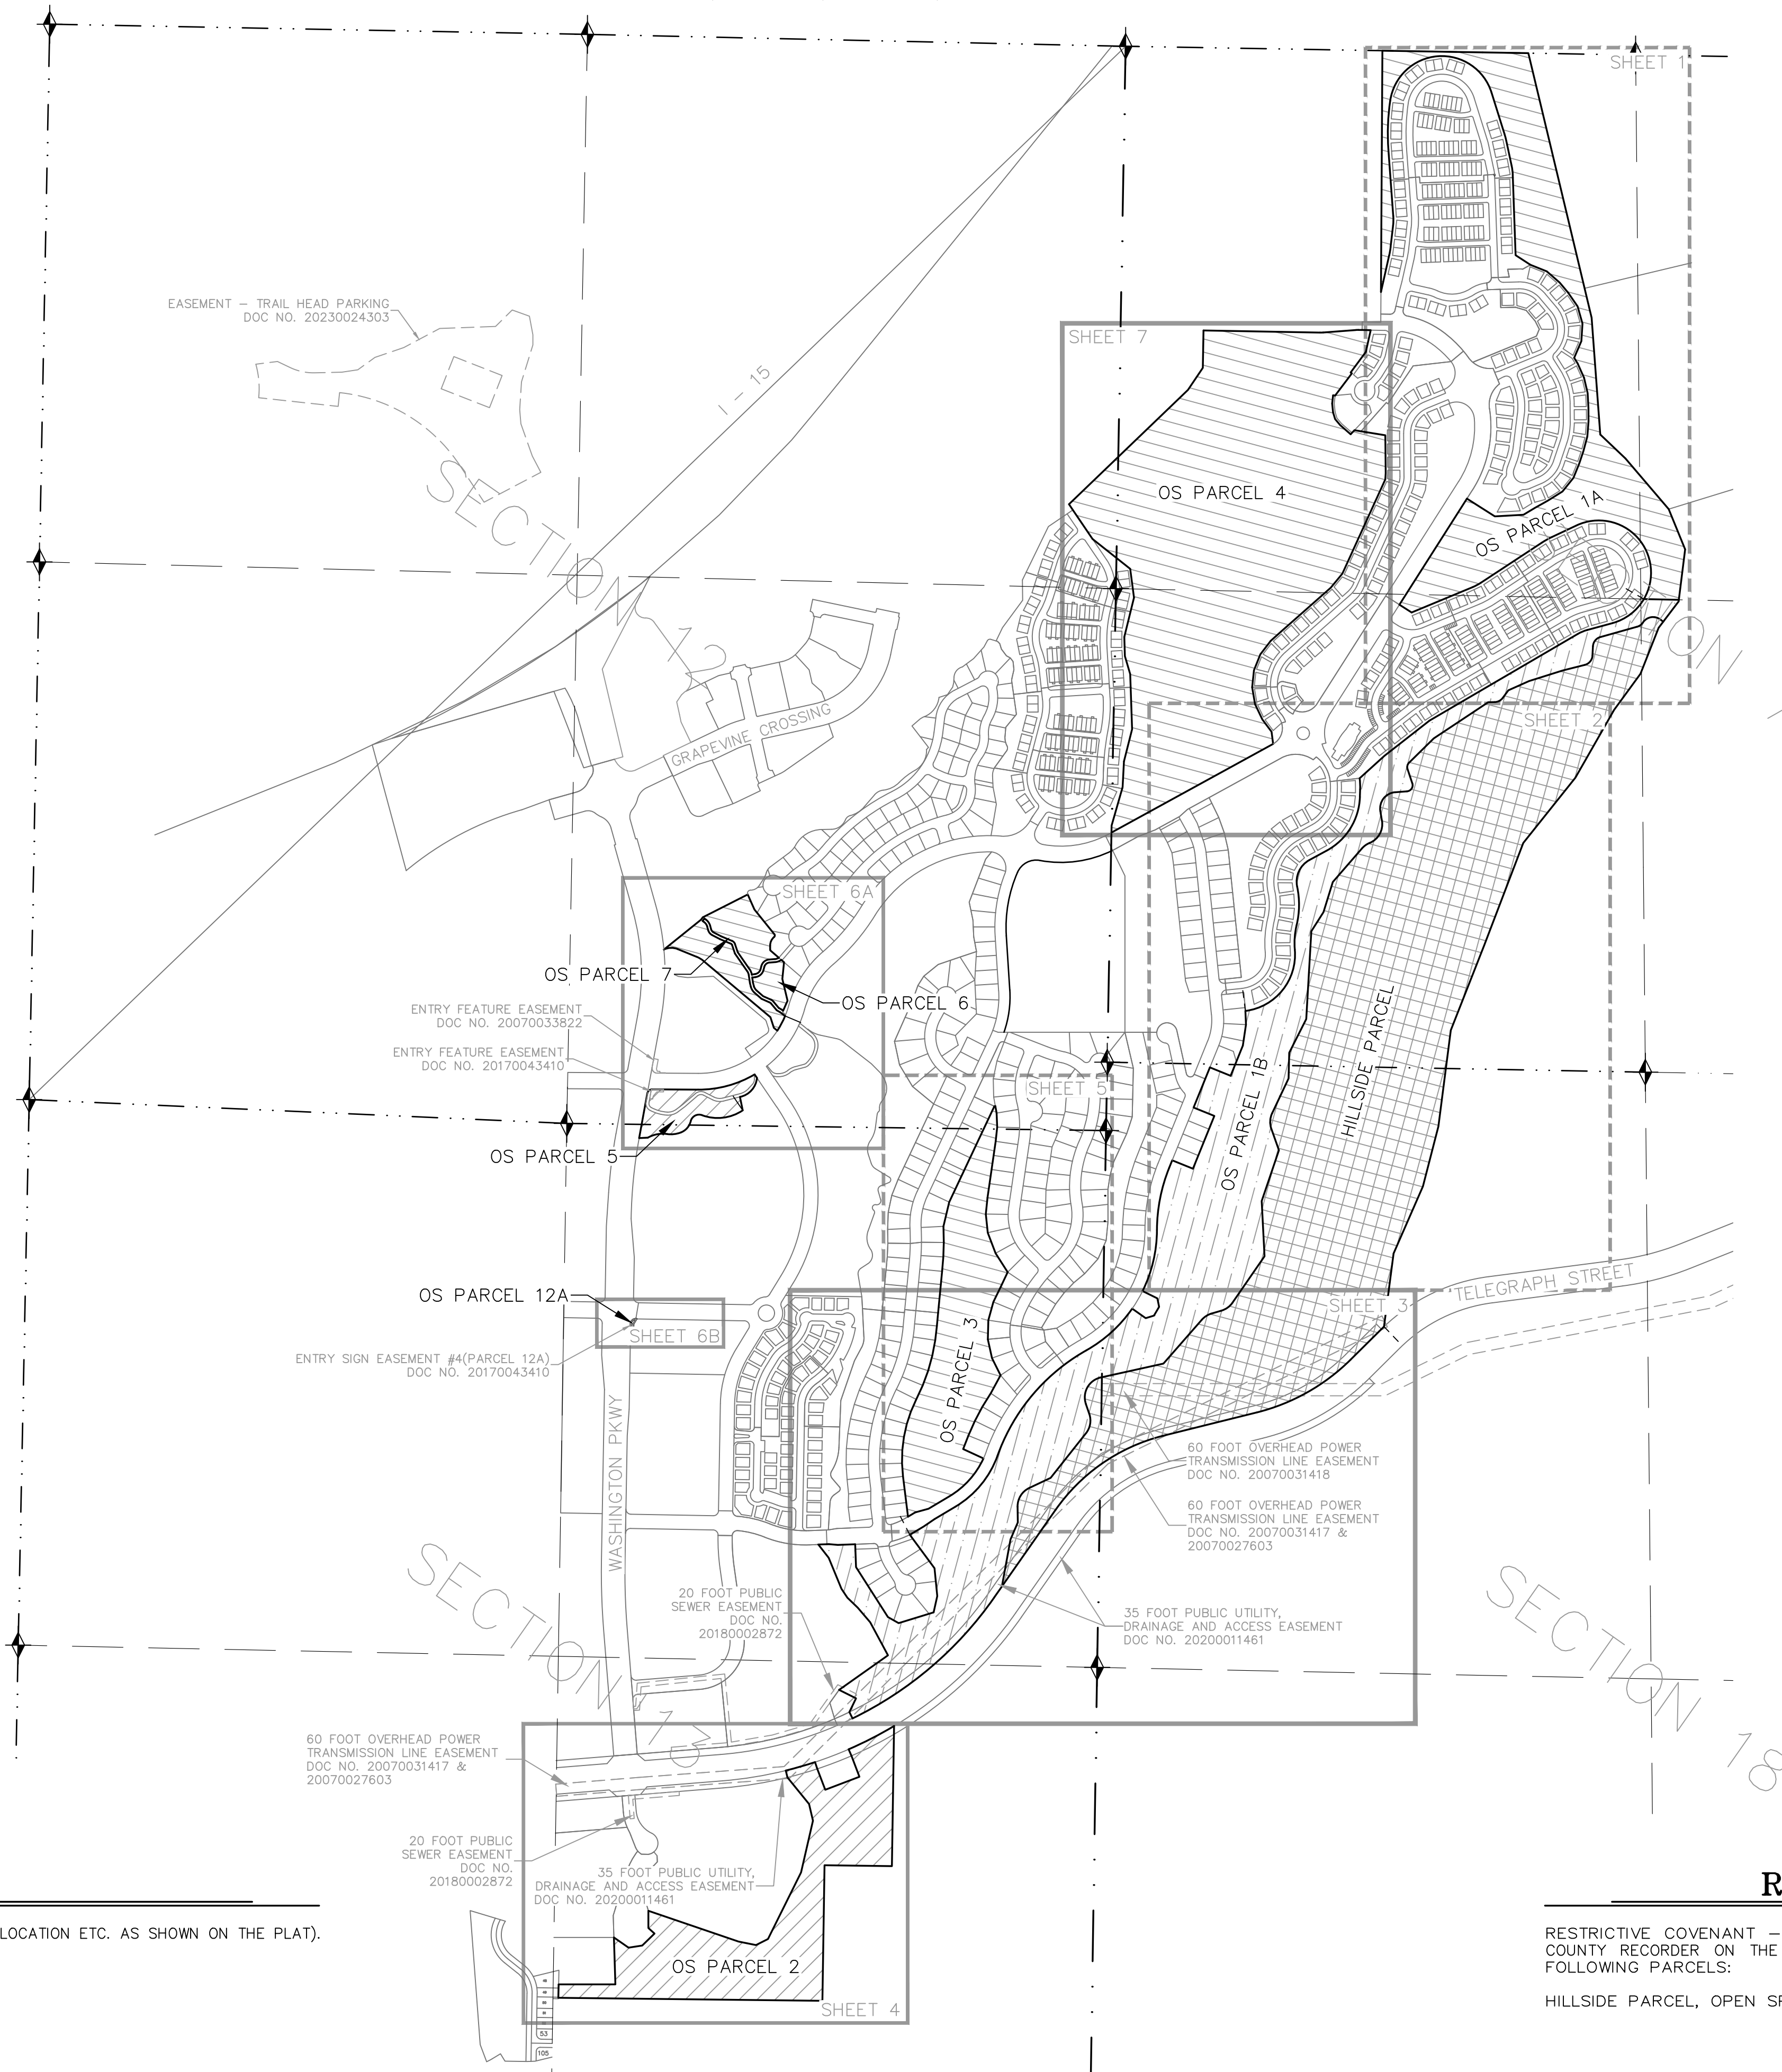 SHEET 1
EASEMENT – TRAIL HEAD PARKING
DOC NO. 20230024303
SHEET 7
I – 15
OS PARCEL 4
OS PARCEL 1A
SECTION 12
SHEET 2
GRAPEVINE CROSSING
SHEET 6A
OS PARCEL 7
OS PARCEL 6
ENTRY FEATURE EASEMENT
DOC NO. 20070033822
ENTRY FEATURE EASEMENT
DOC NO. 20170043410
HILLSIDE PARCEL
OS PARCEL 1B
SHEET 5
OS PARCEL 5
TELEGRAPH STREET
OS PARCEL 12A
SHEET 6B
SHEET 3
OS PARCEL 3
ENTRY SIGN EASEMENT #4(PARCEL 12A)
DOC NO. 20170043410
WASHINGTON PKWY
60 FOOT OVERHEAD POWER
TRANSMISSION LINE EASEMENT
DOC NO. 20070031418
60 FOOT OVERHEAD POWER
TRANSMISSION LINE EASEMENT
DOC NO. 20070031417 &
20070027603
SECTION 13
20 FOOT PUBLIC
SEWER EASEMENT
DOC NO.
20180002872
35 FOOT PUBLIC UTILITY,
DRAINAGE AND ACCESS EASEMENT
DOC NO. 20200011461
SECTION 18
60 FOOT OVERHEAD POWER
TRANSMISSION LINE EASEMENT
DOC NO. 20070031417 &
20070027603
20 FOOT PUBLIC
SEWER EASEMENT
DOC NO.
20180002872
35 FOOT PUBLIC UTILITY,
DRAINAGE AND ACCESS EASEMENT
DOC NO. 20200011461
OS PARCEL 2
SHEET 4
53
105
LOCATION ETC. AS SHOWN ON THE PLAT).
R
RESTRICTIVE COVENANT –
COUNTY RECORDER ON THE
FOLLOWING PARCELS:
HILLSIDE PARCEL, OPEN